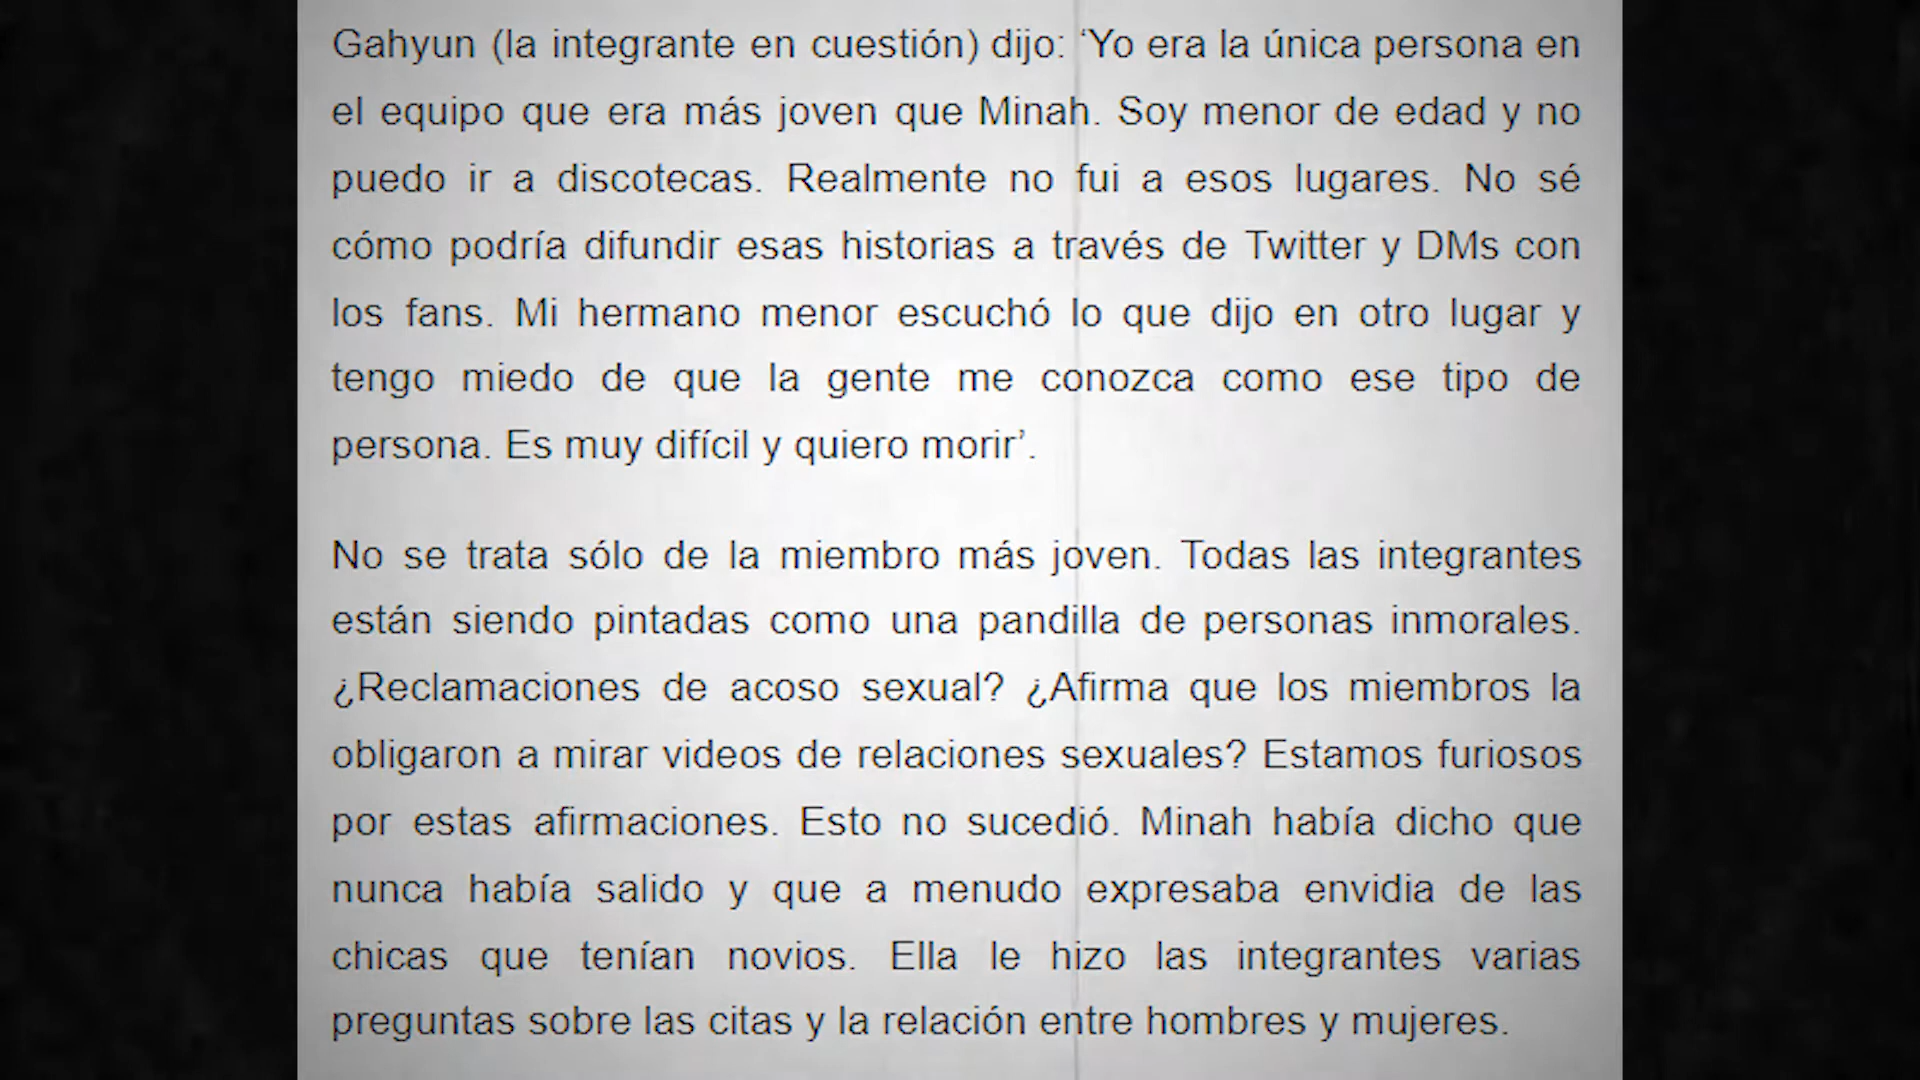 Gahyun (la integrante en cuestión) dijo: ‘Yo era la única persona en
el equipo que era más joven que Minah. Soy menor de edad y no
puedo ir a discotecas. Realmente no fui a esos lugares. No sé
cómo podría difundir esas historias a través de Twitter y DMs con
los fans. Mi hermano menor escuchó lo que dijo en otro lugar y
tengo miedo de que la gente me conozca como ese tipo de
persona. Es muy difícil y quiero morir’.
No se trata sólo de la miembro más joven. Todas las integrantes
están siendo pintadas como una pandilla de personas inmorales.
¿Reclamaciones de acoso sexual? ¿Afirma que los miembros la
obligaron a mirar videos de relaciones sexuales? Estamos furiosos
por estas afirmaciones. Esto no sucedió. Minah había dicho que
nunca había salido y que a menudo expresaba envidia de las
chicas que tenían novios. Ella le hizo las integrantes varias
preguntas sobre las citas y la relación entre hombres y mujeres.